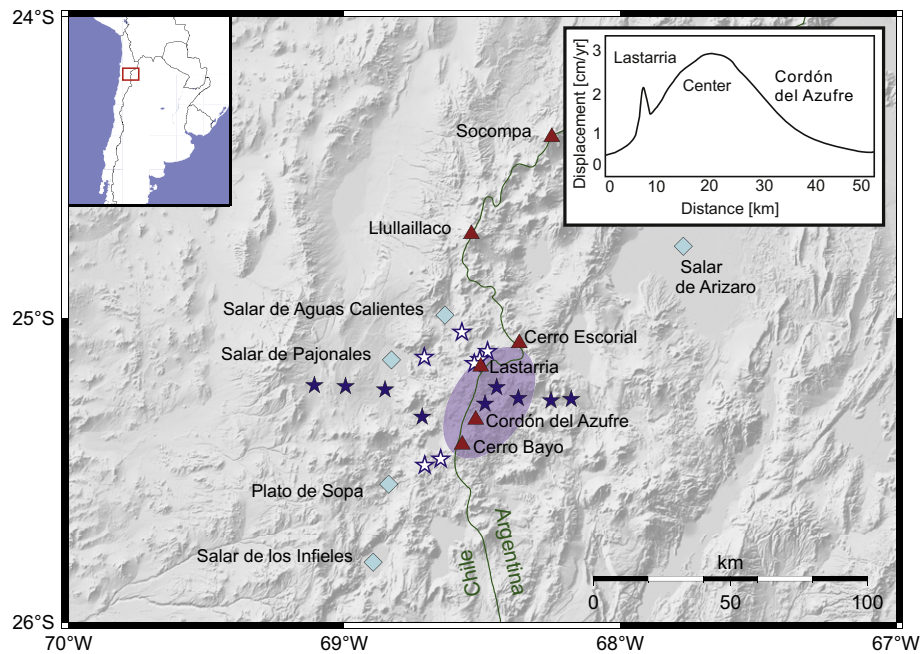 24°S
25°S
26°S
70°W
69°W
68°W
67°W
Displacement [cm/yr]
3
2
1
0
Lastarria
Center
Cordón
del Azufre
0
10
20
30
40
50
Distance [km]
Socompa
Llullaillaco
Salar
de Arizaro
Salar de Aguas Calientes
Cerro Escorial
Salar de Pajonales
Lastarria
Cordón del Azufre
Cerro Bayo
Plato de Sopa
Salar de los Infieles
Chile
Argentina
km
0
50
100